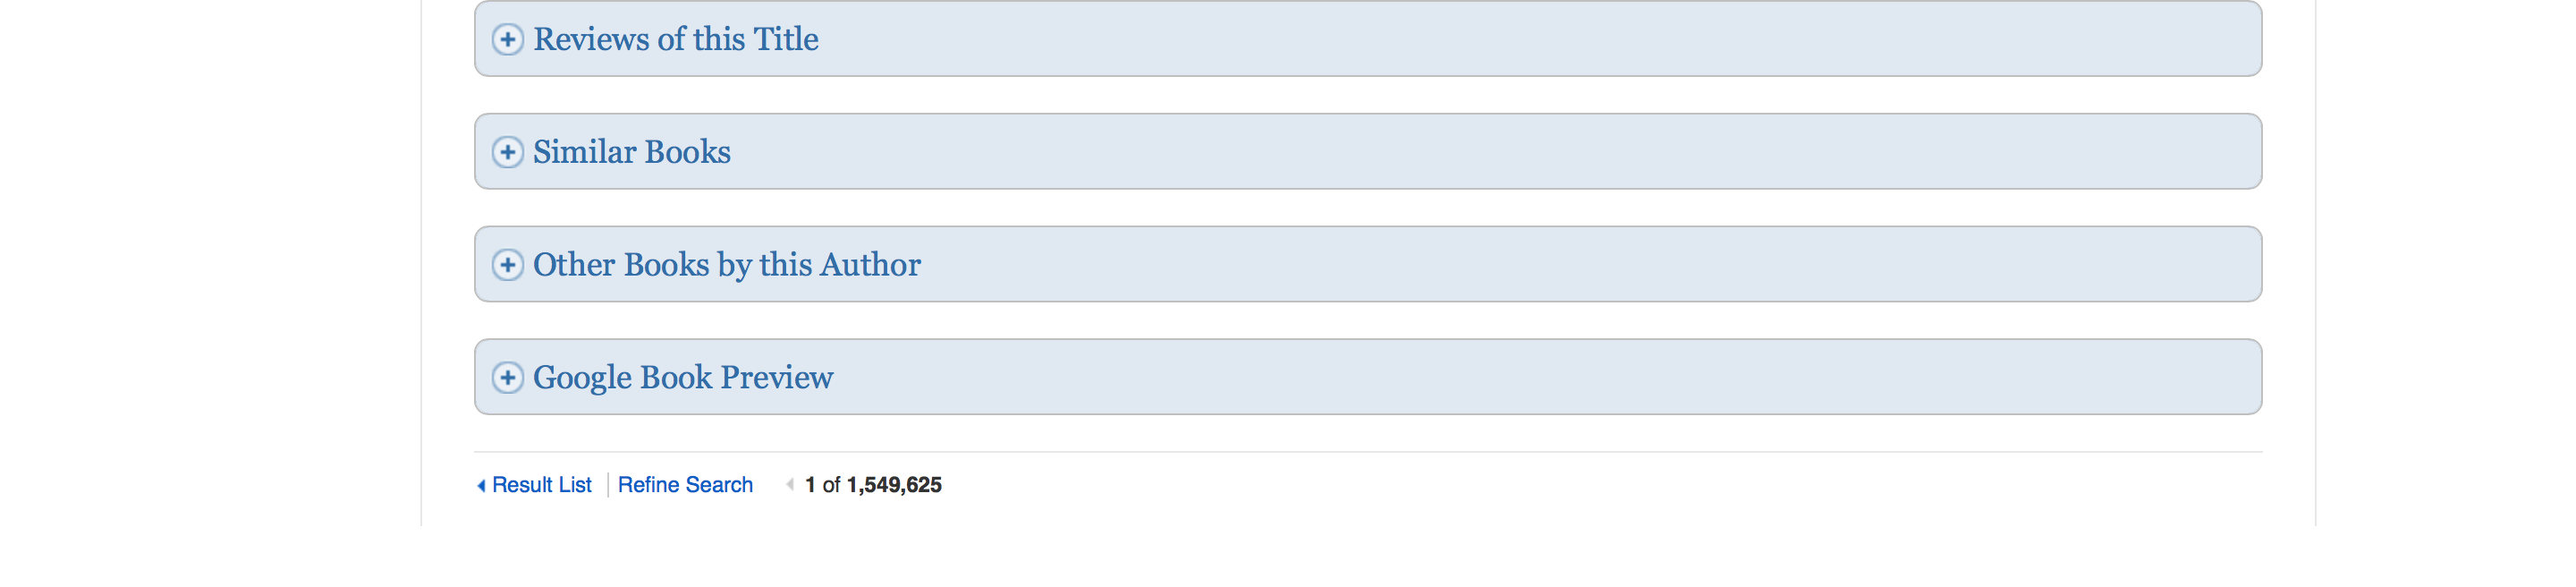 Reviews of this Title
Similar Books
Other Books by this Author
Google Book Preview
Result List Refine Search 1 of 1,549,625